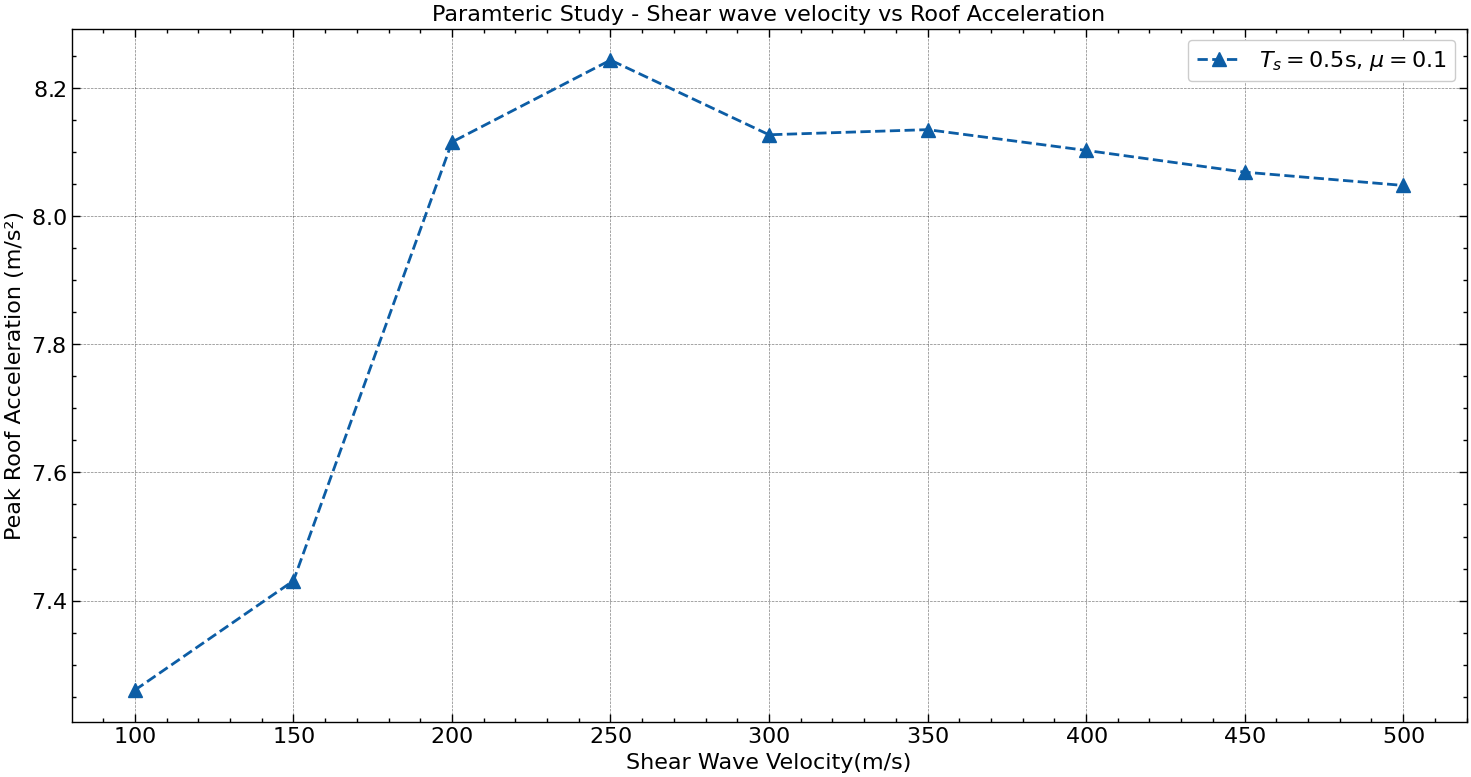 Paramteric Study - Shear wave velocity vs Roof Acceleration
Tₛ = 0.5s, μ = 0.1
Peak Roof Acceleration (m/s²)
8.2
8.0
7.8
7.6
7.4
100 150 200 250 300 350 400 450 500
Shear Wave Velocity(m/s)